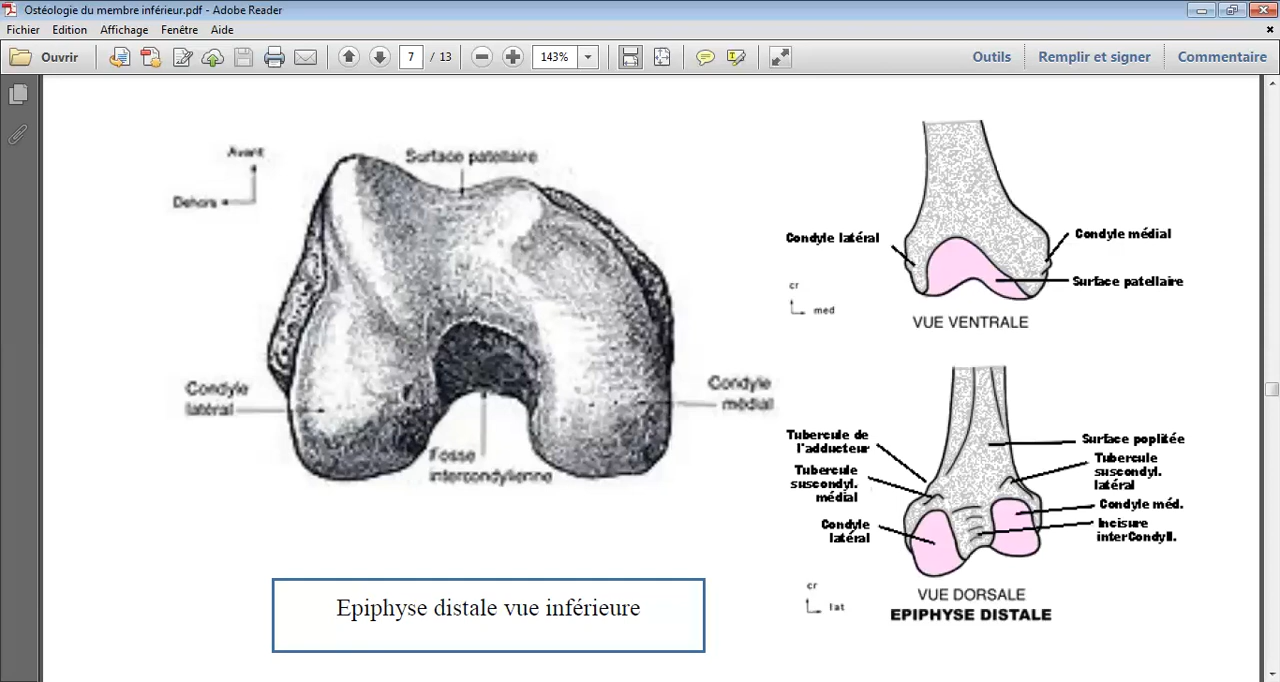 Ostéologie du membre inférieur.pdf - Adobe Reader
Fichier Edition Affichage Fenêtre Aide
Ouvrir 7 / 13 143% Outils Remplir et signer Commentaire
Avant
Dehors
Surface patellaire
Condyle
latéral
Condyle
médial
Fosse
intercondylienne
Epiphyse distale vue inférieure
Condyle latéral
Condyle médial
Surface patellaire
cr
med
VUE VENTRALE
Tubercule de
l'adducteur
Tubercule
suscondyl.
médial
Condyle
latéral
Surface poplitée
Tubercule
suscondyl.
latéral
Condyle méd.
Incisure
interCondyll.
cr
lat
VUE DORSALE
EPIPHYSE DISTALE